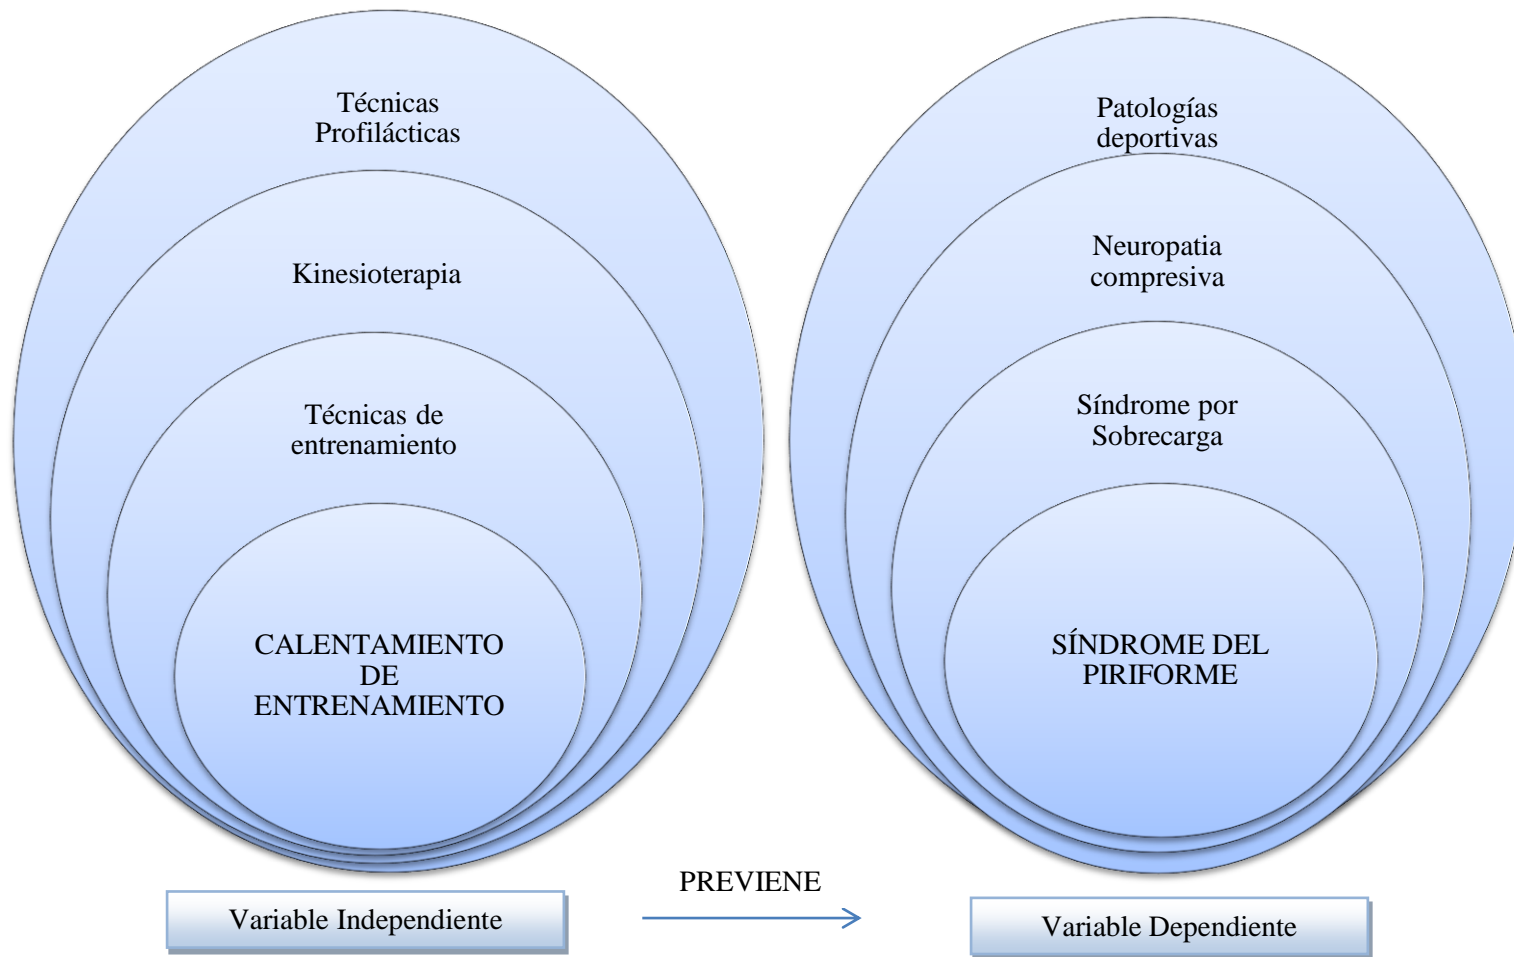 Técnicas
Profilácticas
Kinesioterapia
Técnicas de
entrenamiento
CALENTAMIENTO
DE
ENTRENAMIENTO
Variable Independiente
PREVIENE
Patologías
deportivas
Neuropatia
compresiva
Síndrome por
Sobrecarga
SÍNDROME DEL
PIRIFORME
Variable Dependiente